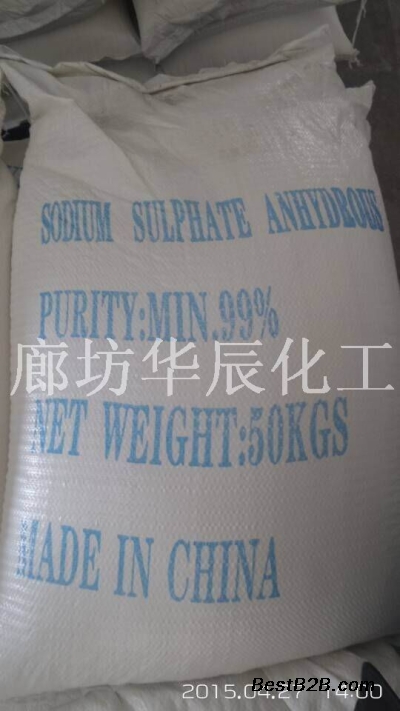 SODIUM SULPHATE ANHYDROUS
PURITY:MIN.99%
廊坊华辰化工
NET WEIGHT:50KGS
MADE IN CHINA
2015.04.27 14:00
BestB2B.com